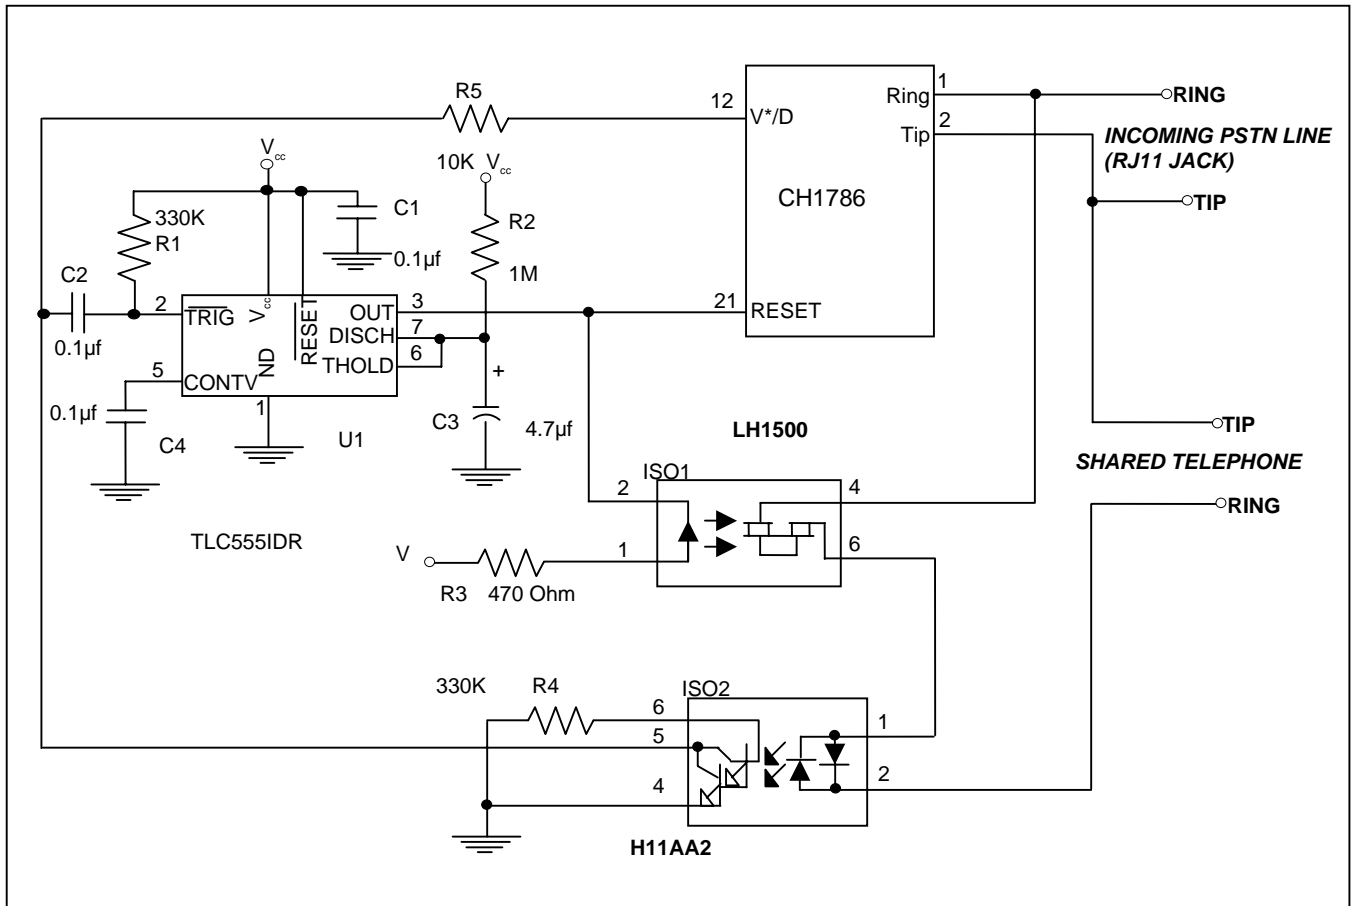 R5
12
V*/D
Ring
1
RING
2
Tip
INCOMING PSTN LINE
(RJ11 JACK)
Vcc
10K
Vcc
CH1786
TIP
330K
R1
C1
R2
0.1µf
1M
C2
2
TRIG
Vcc
RESET
OUT
3
21
RESET
DISCH
7
THOLD
6
0.1µf
5
CONTV
ND
+
0.1µf
1
C4
U1
C3
4.7µf
LH1500
TIP
SHARED TELEPHONE
ISO1
2
4
RING
TLC555IDR
V
1
6
R3
470 Ohm
330K
R4
ISO2
6
1
5
4
2
H11AA2